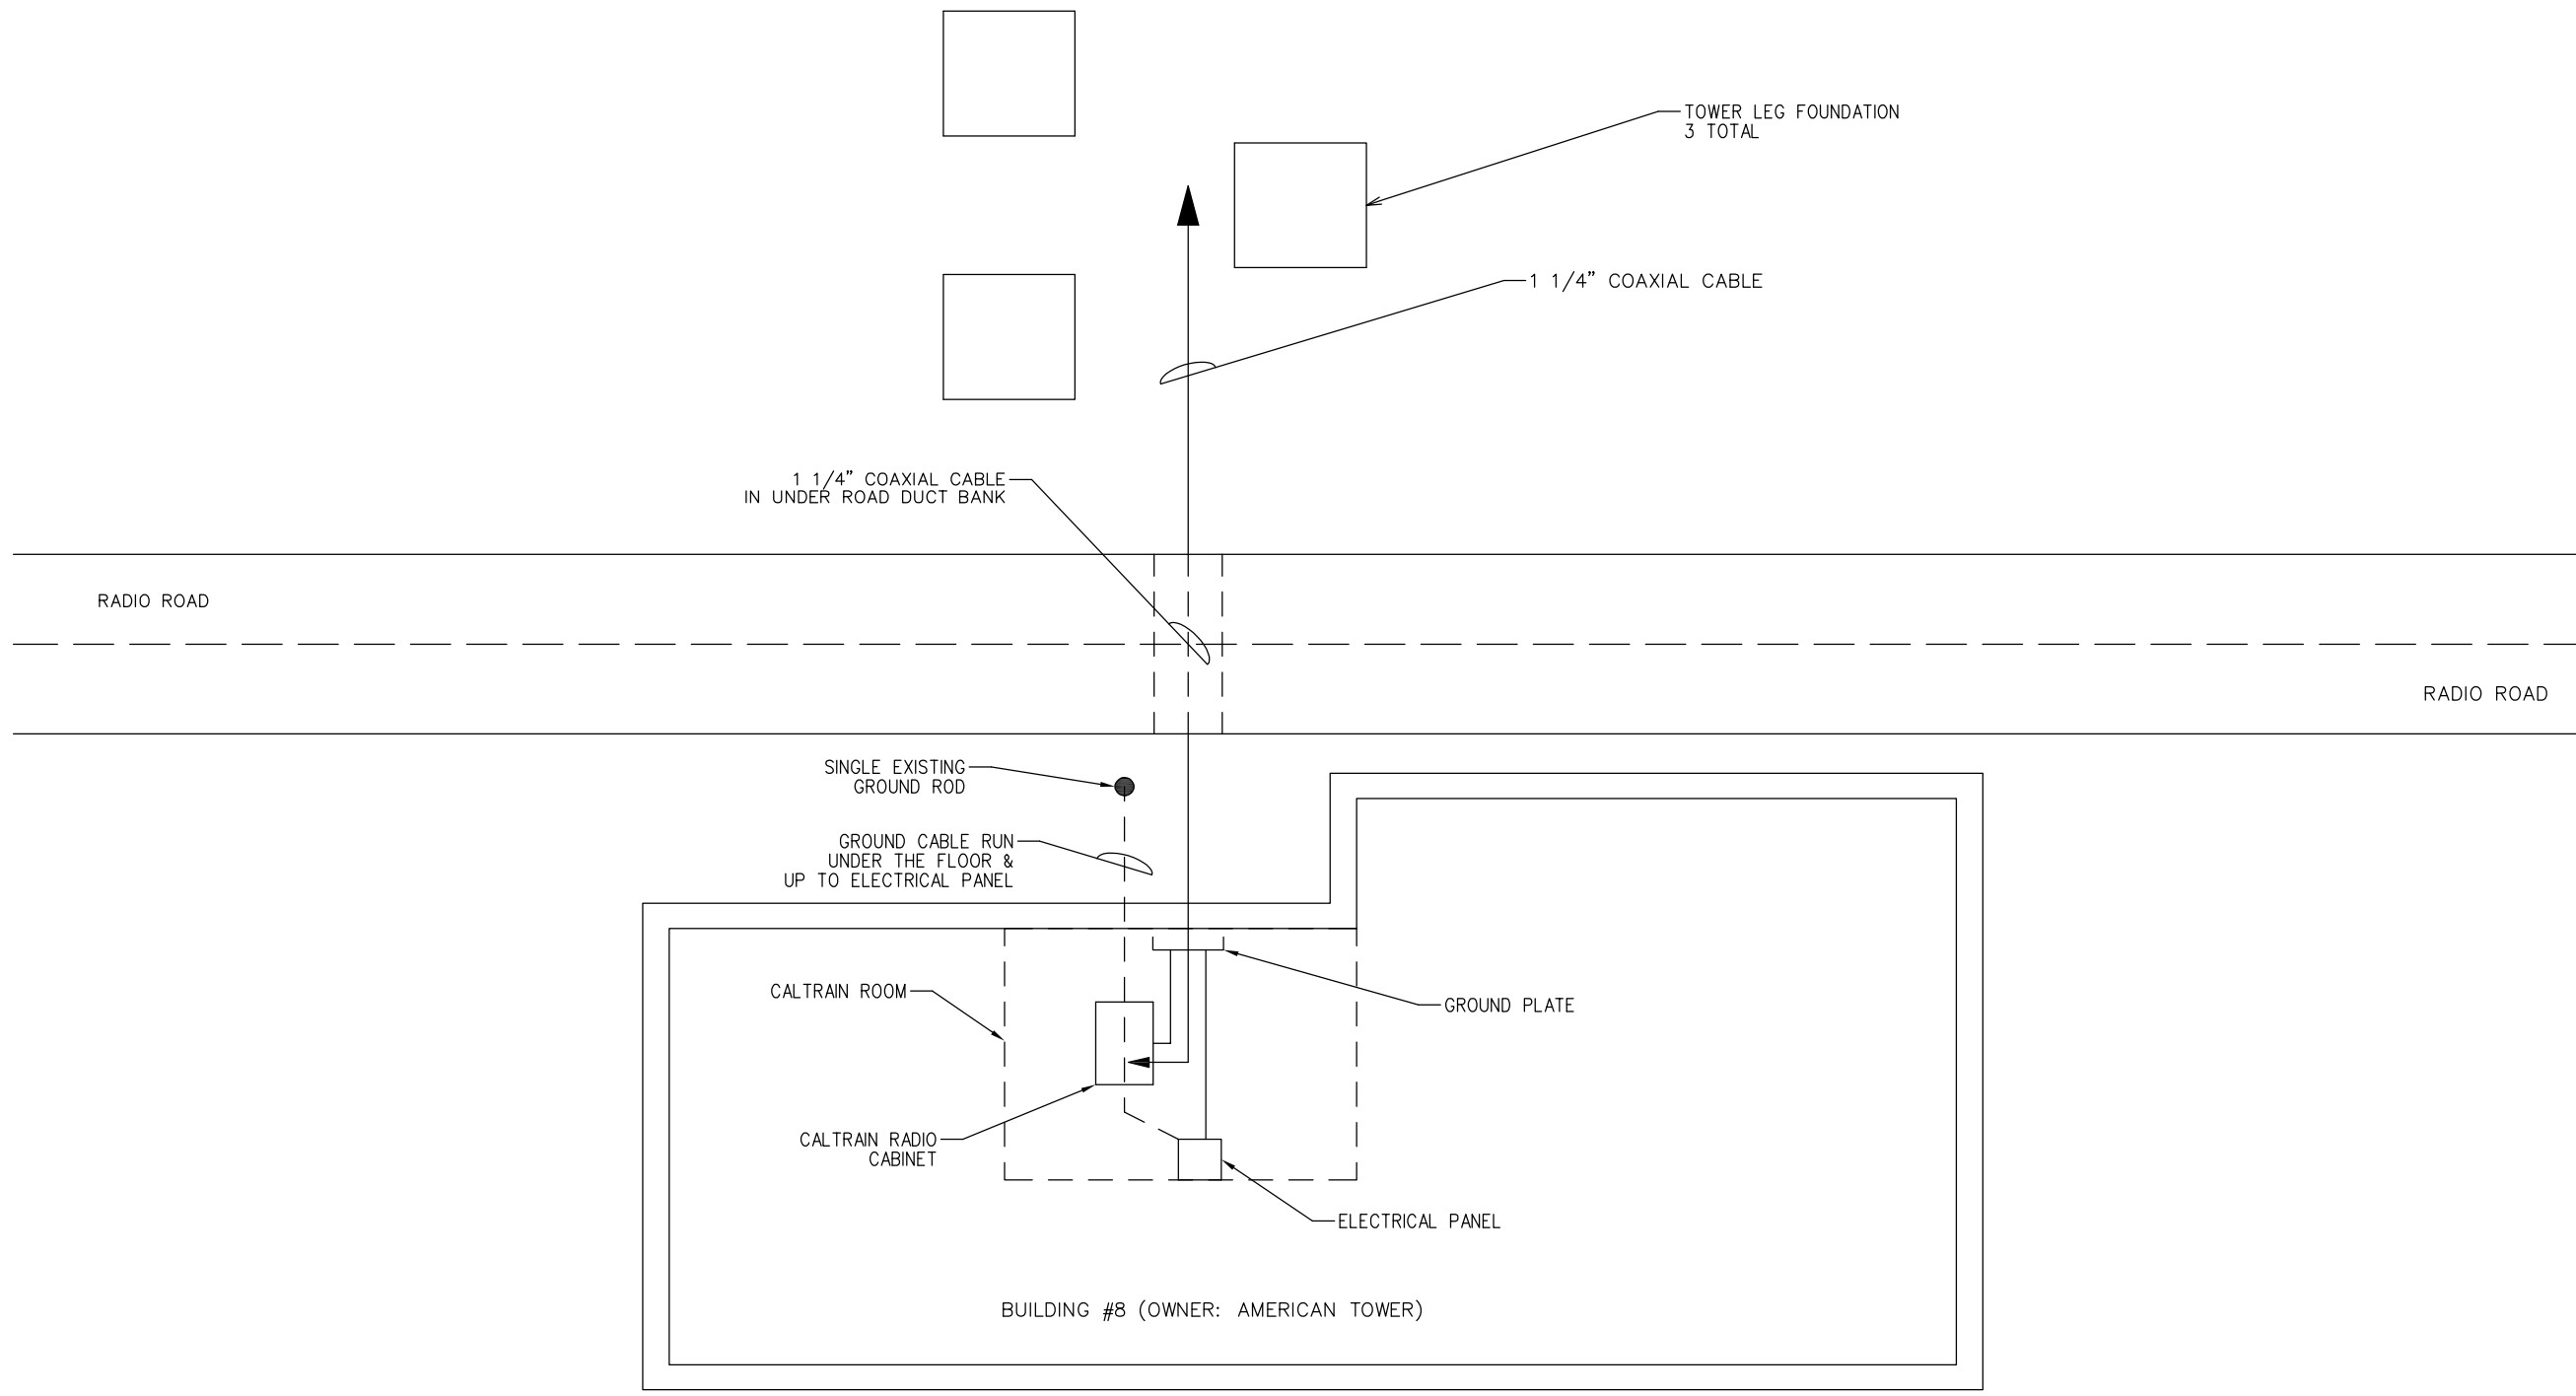 TOWER LEG FOUNDATION
3 TOTAL
1 1/4" COAXIAL CABLE
1 1/4" COAXIAL CABLE
IN UNDER ROAD DUCT BANK
RADIO ROAD
RADIO ROAD
SINGLE EXISTING
GROUND ROD
GROUND CABLE RUN
UNDER THE FLOOR &
UP TO ELECTRICAL PANEL
CALTRAIN ROOM
GROUND PLATE
CALTRAIN RADIO
CABINET
ELECTRICAL PANEL
BUILDING #8 (OWNER: AMERICAN TOWER)